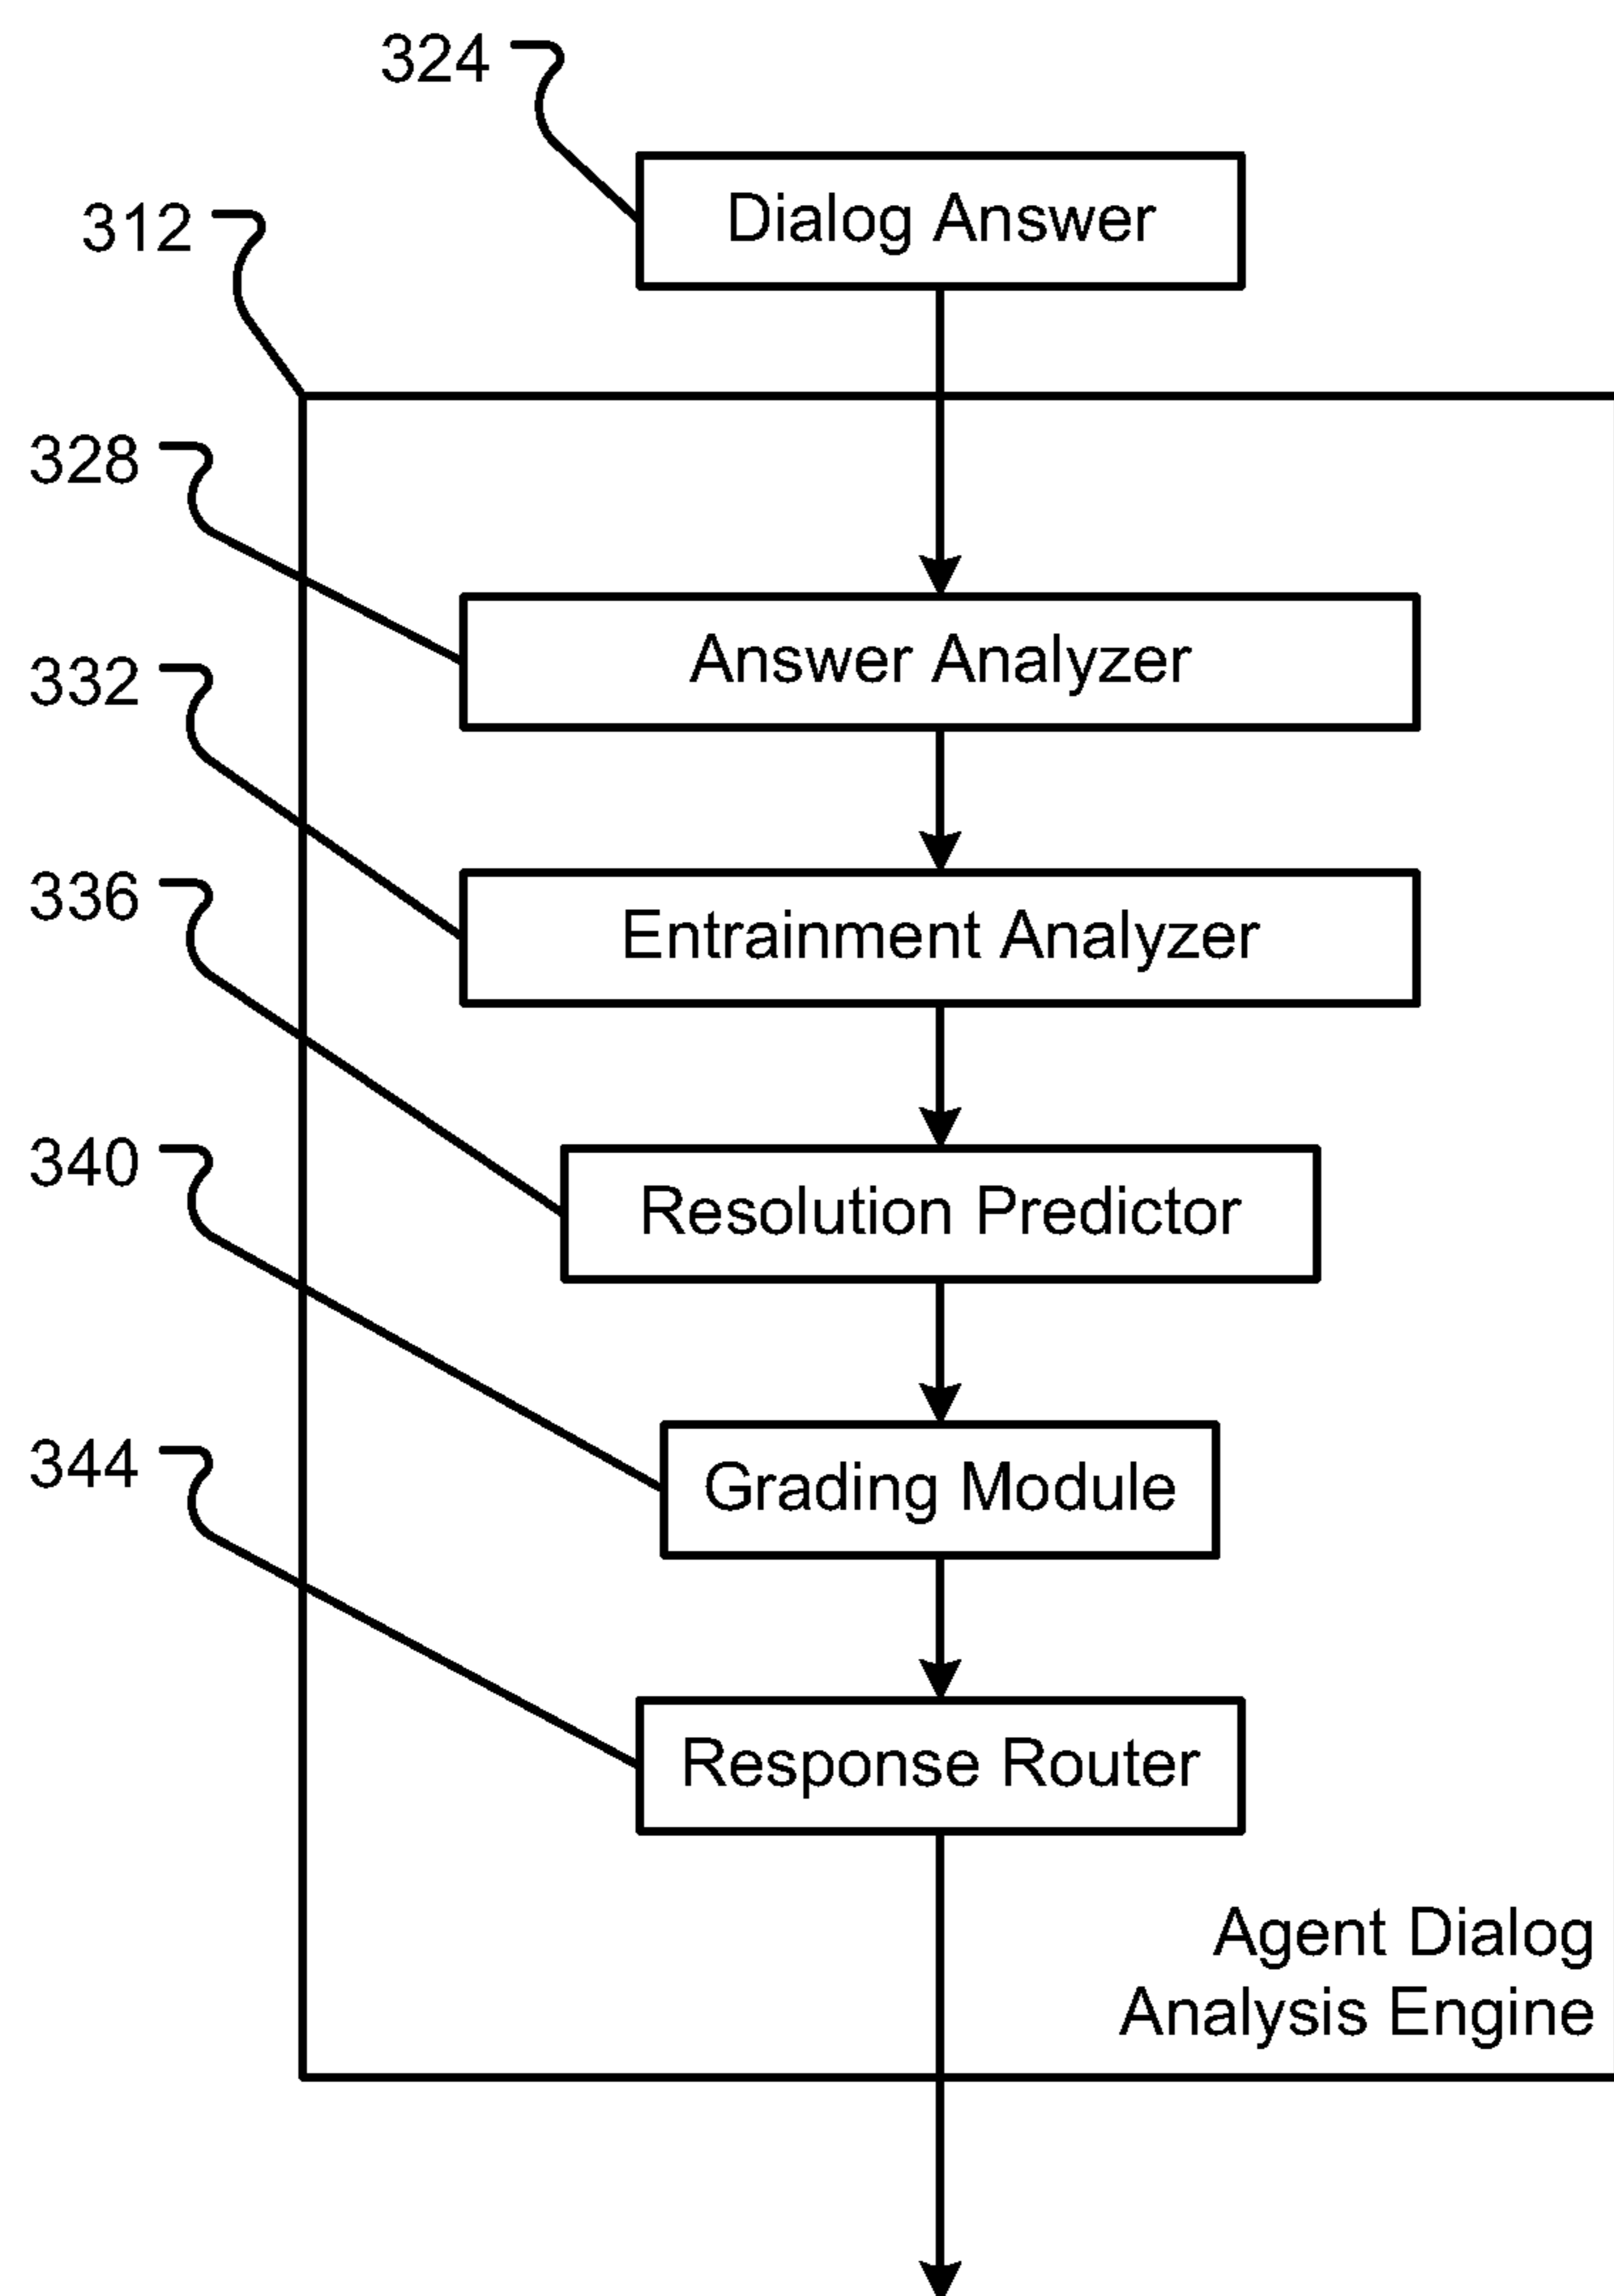 324
Dialog Answer
312
328
Answer Analyzer
332
Entrainment Analyzer
336
Resolution Predictor
340
Grading Module
344
Response Router
Agent Dialog
Analysis Engine